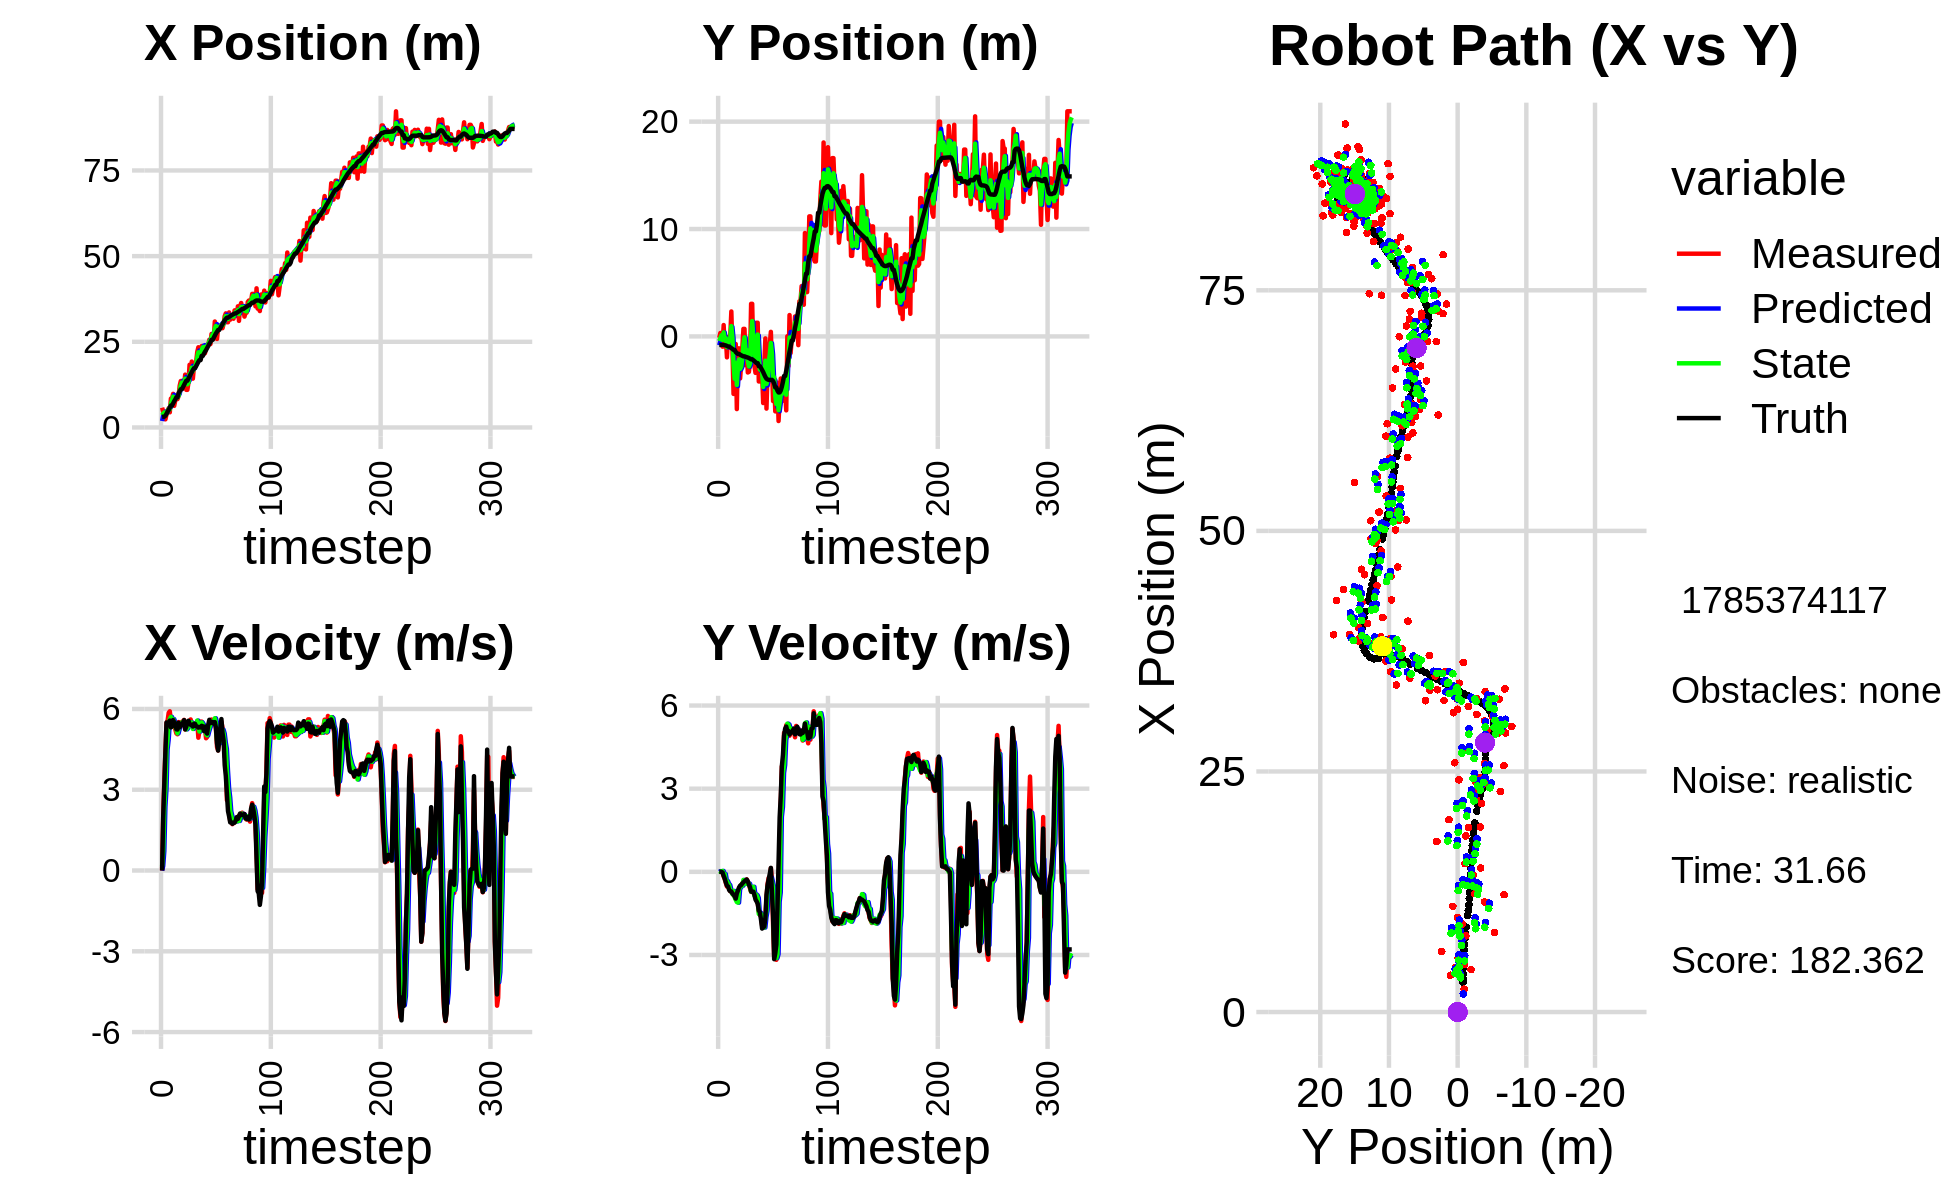 X Position (m)
75
50
25
0
0
100
200
300
timestep
Y Position (m)
20
10
0
0
100
200
300
timestep
X Velocity (m/s)
6
3
0
-3
-6
0
100
200
300
timestep
Y Velocity (m/s)
6
3
0
-3
0
100
200
300
timestep
Robot Path (X vs Y)
X Position (m)
75
50
25
0
20 10 0 -10 -20
Y Position (m)
variable
Measured
Predicted
State
Truth
1785374117
Obstacles: none
Noise: realistic
Time: 31.66
Score: 182.362